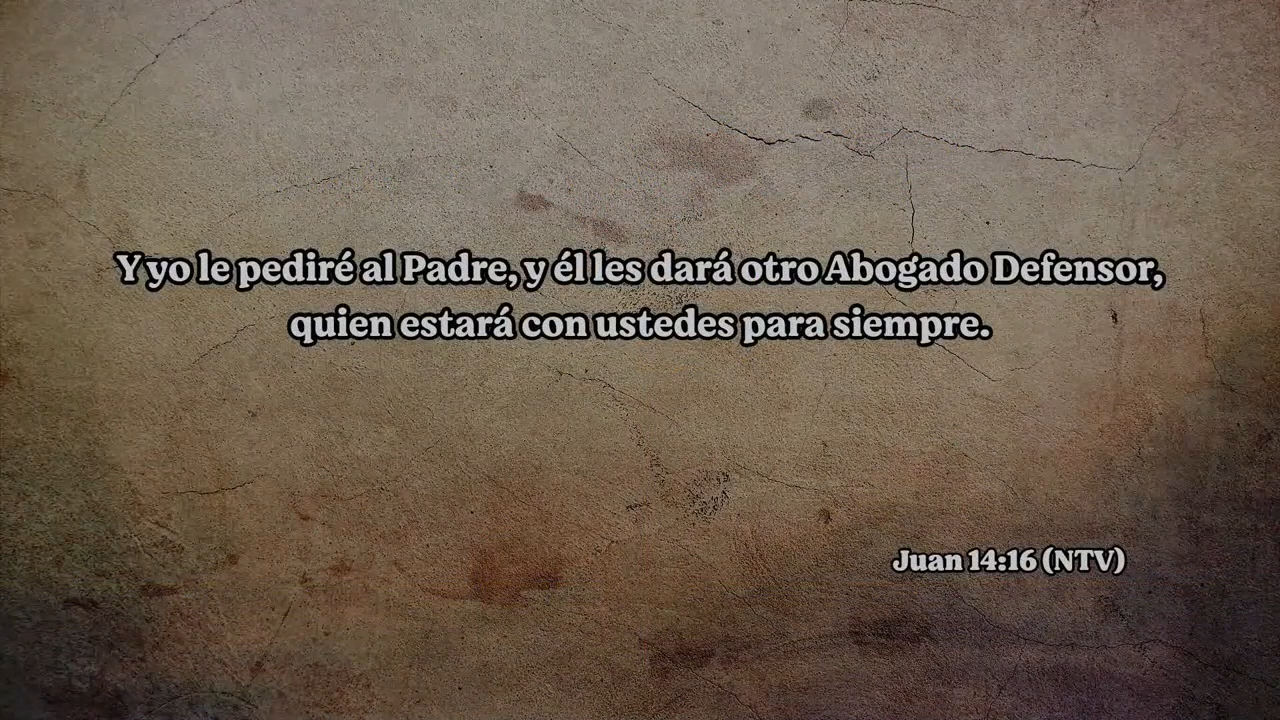 Y yo le pediré al Padre, y él les dará otro Abogado Defensor,
quien estará con ustedes para siempre.
Juan 14:16 (NTV)